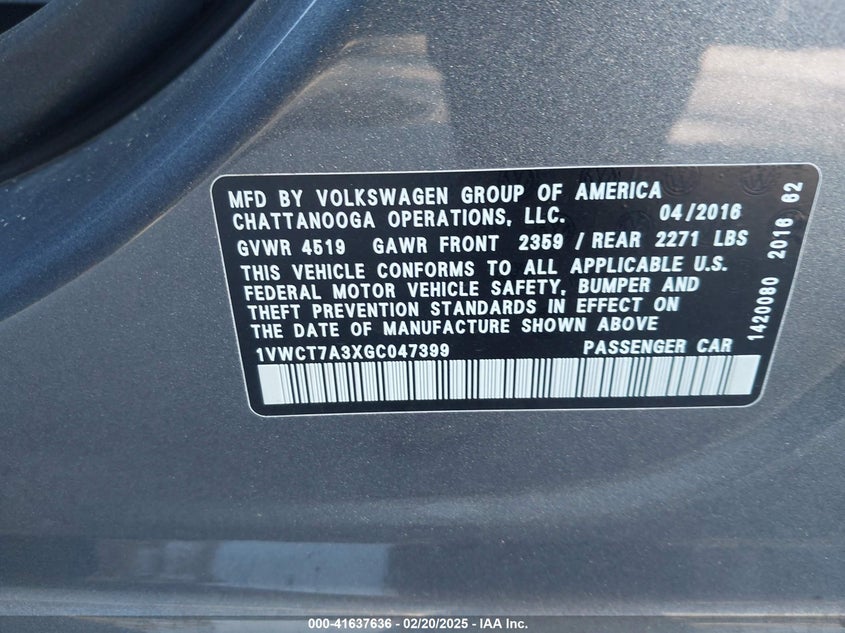 MFD BY VOLKSWAGEN GROUP OF AMERICA
CHATTANOOGA OPERATIONS, LLC. 04/2016
GVWR 4519 GAWR FRONT 2359 / REAR 2271 LBS
THIS VEHICLE CONFORMS TO ALL APPLICABLE U.S.
FEDERAL MOTOR VEHICLE SAFETY, BUMPER AND
THEFT PREVENTION STANDARDS IN EFFECT ON
THE DATE OF MANUFACTURE SHOWN ABOVE
1VWCT7A3XGC047399 PASSENGER CAR
1420080 2016 62
000-41637636 - 02/20/2025 - IAA Inc.